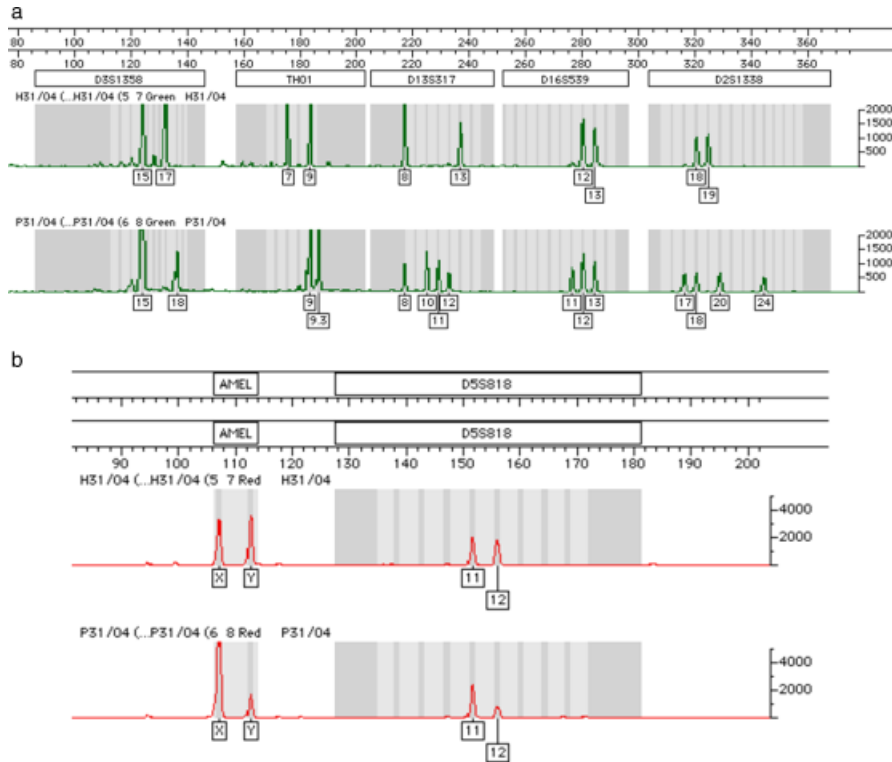 a
80 100 120 140 160 180 200 220 240 260 280 300 320 340 360
80 100 120 140 160 180 200 220 240 260 280 300 320 340 360
D3S1358 TH01 D13S317 D16S539 D2S1338
H31/04 (...H31/04 (5 7 Green H31/04
2000
1500
1000
500
0
15 17 7 9 8 13 12 18
13 19
P31/04 (...P31/04 (6 8 Green P31/04
2000
1500
1000
500
0
15 18 9 8 10 12 11 13 17 20 24
9.3 11 12 18
b
AMEL D5S818
AMEL D5S818
90 100 110 120 130 140 150 160 170 180 190 200
H31/04 (...H31/04 (5 7 Red H31/04
4000
2000
X Y 11
12
P31/04 (...P31/04 (6 8 Red P31/04
4000
2000
X Y 11
12